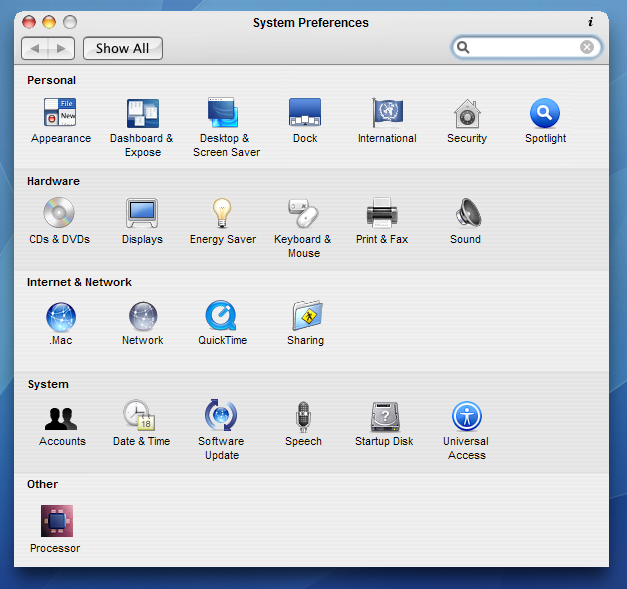 System Preferences i
Show All
Personal
File
New
Appearance
Dashboard &
Expose
Desktop &
Screen Saver
Dock
International
Security
Spotlight
Hardware
CDs & DVDs
Displays
Energy Saver
Keyboard &
Mouse
Print & Fax
Sound
Internet & Network
.Mac
Network
QuickTime
Sharing
System
18
?
Accounts
Date & Time
Software
Update
Speech
Startup Disk
Universal
Access
Other
Processor